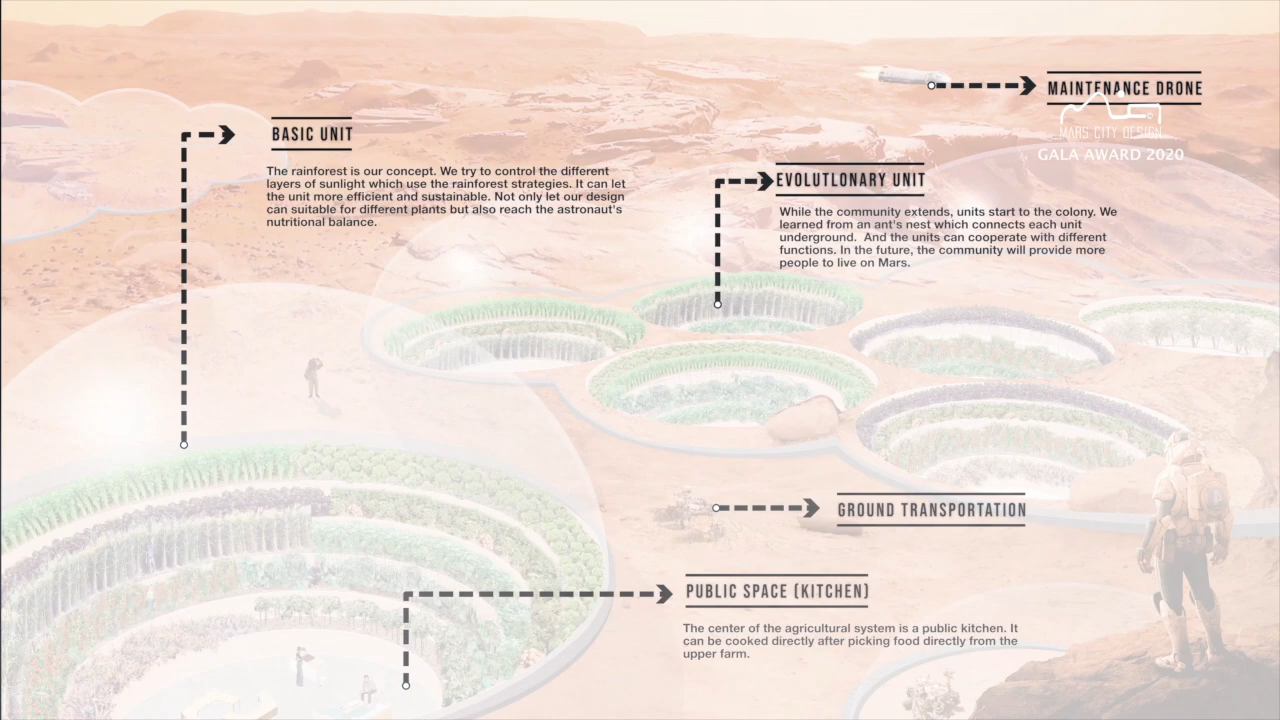 MAINTENANCE DRONE
MARS CITY DESIGN
GALA AWARD 2020
BASIC UNIT
The rainforest is our concept. We try to control the different
layers of sunlight which use the rainforest strategies. It can let
the unit more efficient and sustainable. Not only let our design
can suitable for different plants but also reach the astronaut's
nutritional balance.
EVOLUTLONARY UNIT
While the community extends, units start to the colony. We
learned from an ant's nest which connects each unit
underground. And the units can cooperate with different
functions. In the future, the community will provide more
people to live on Mars.
GROUND TRANSPORTATION
PUBLIC SPACE (KITCHEN)
The center of the agricultural system is a public kitchen. It
can be cooked directly after picking food directly from the
upper farm.